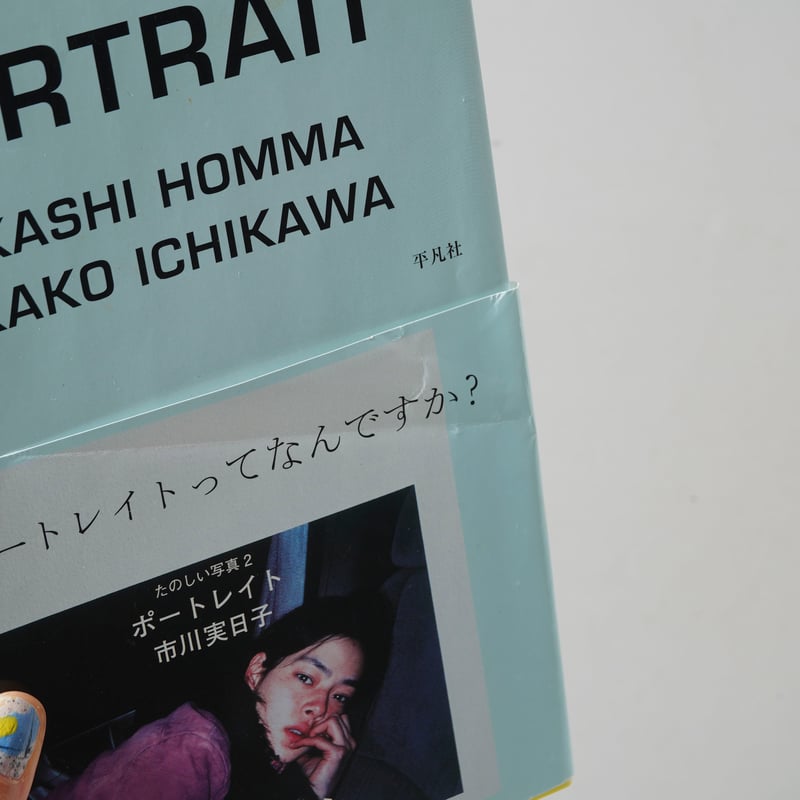 RTRAIT
KASHI HOMMA
KAKO ICHIKAWA
平凡社
ートレイトってなんですか?
たのしい写真2
ポートレイト
市川実日子